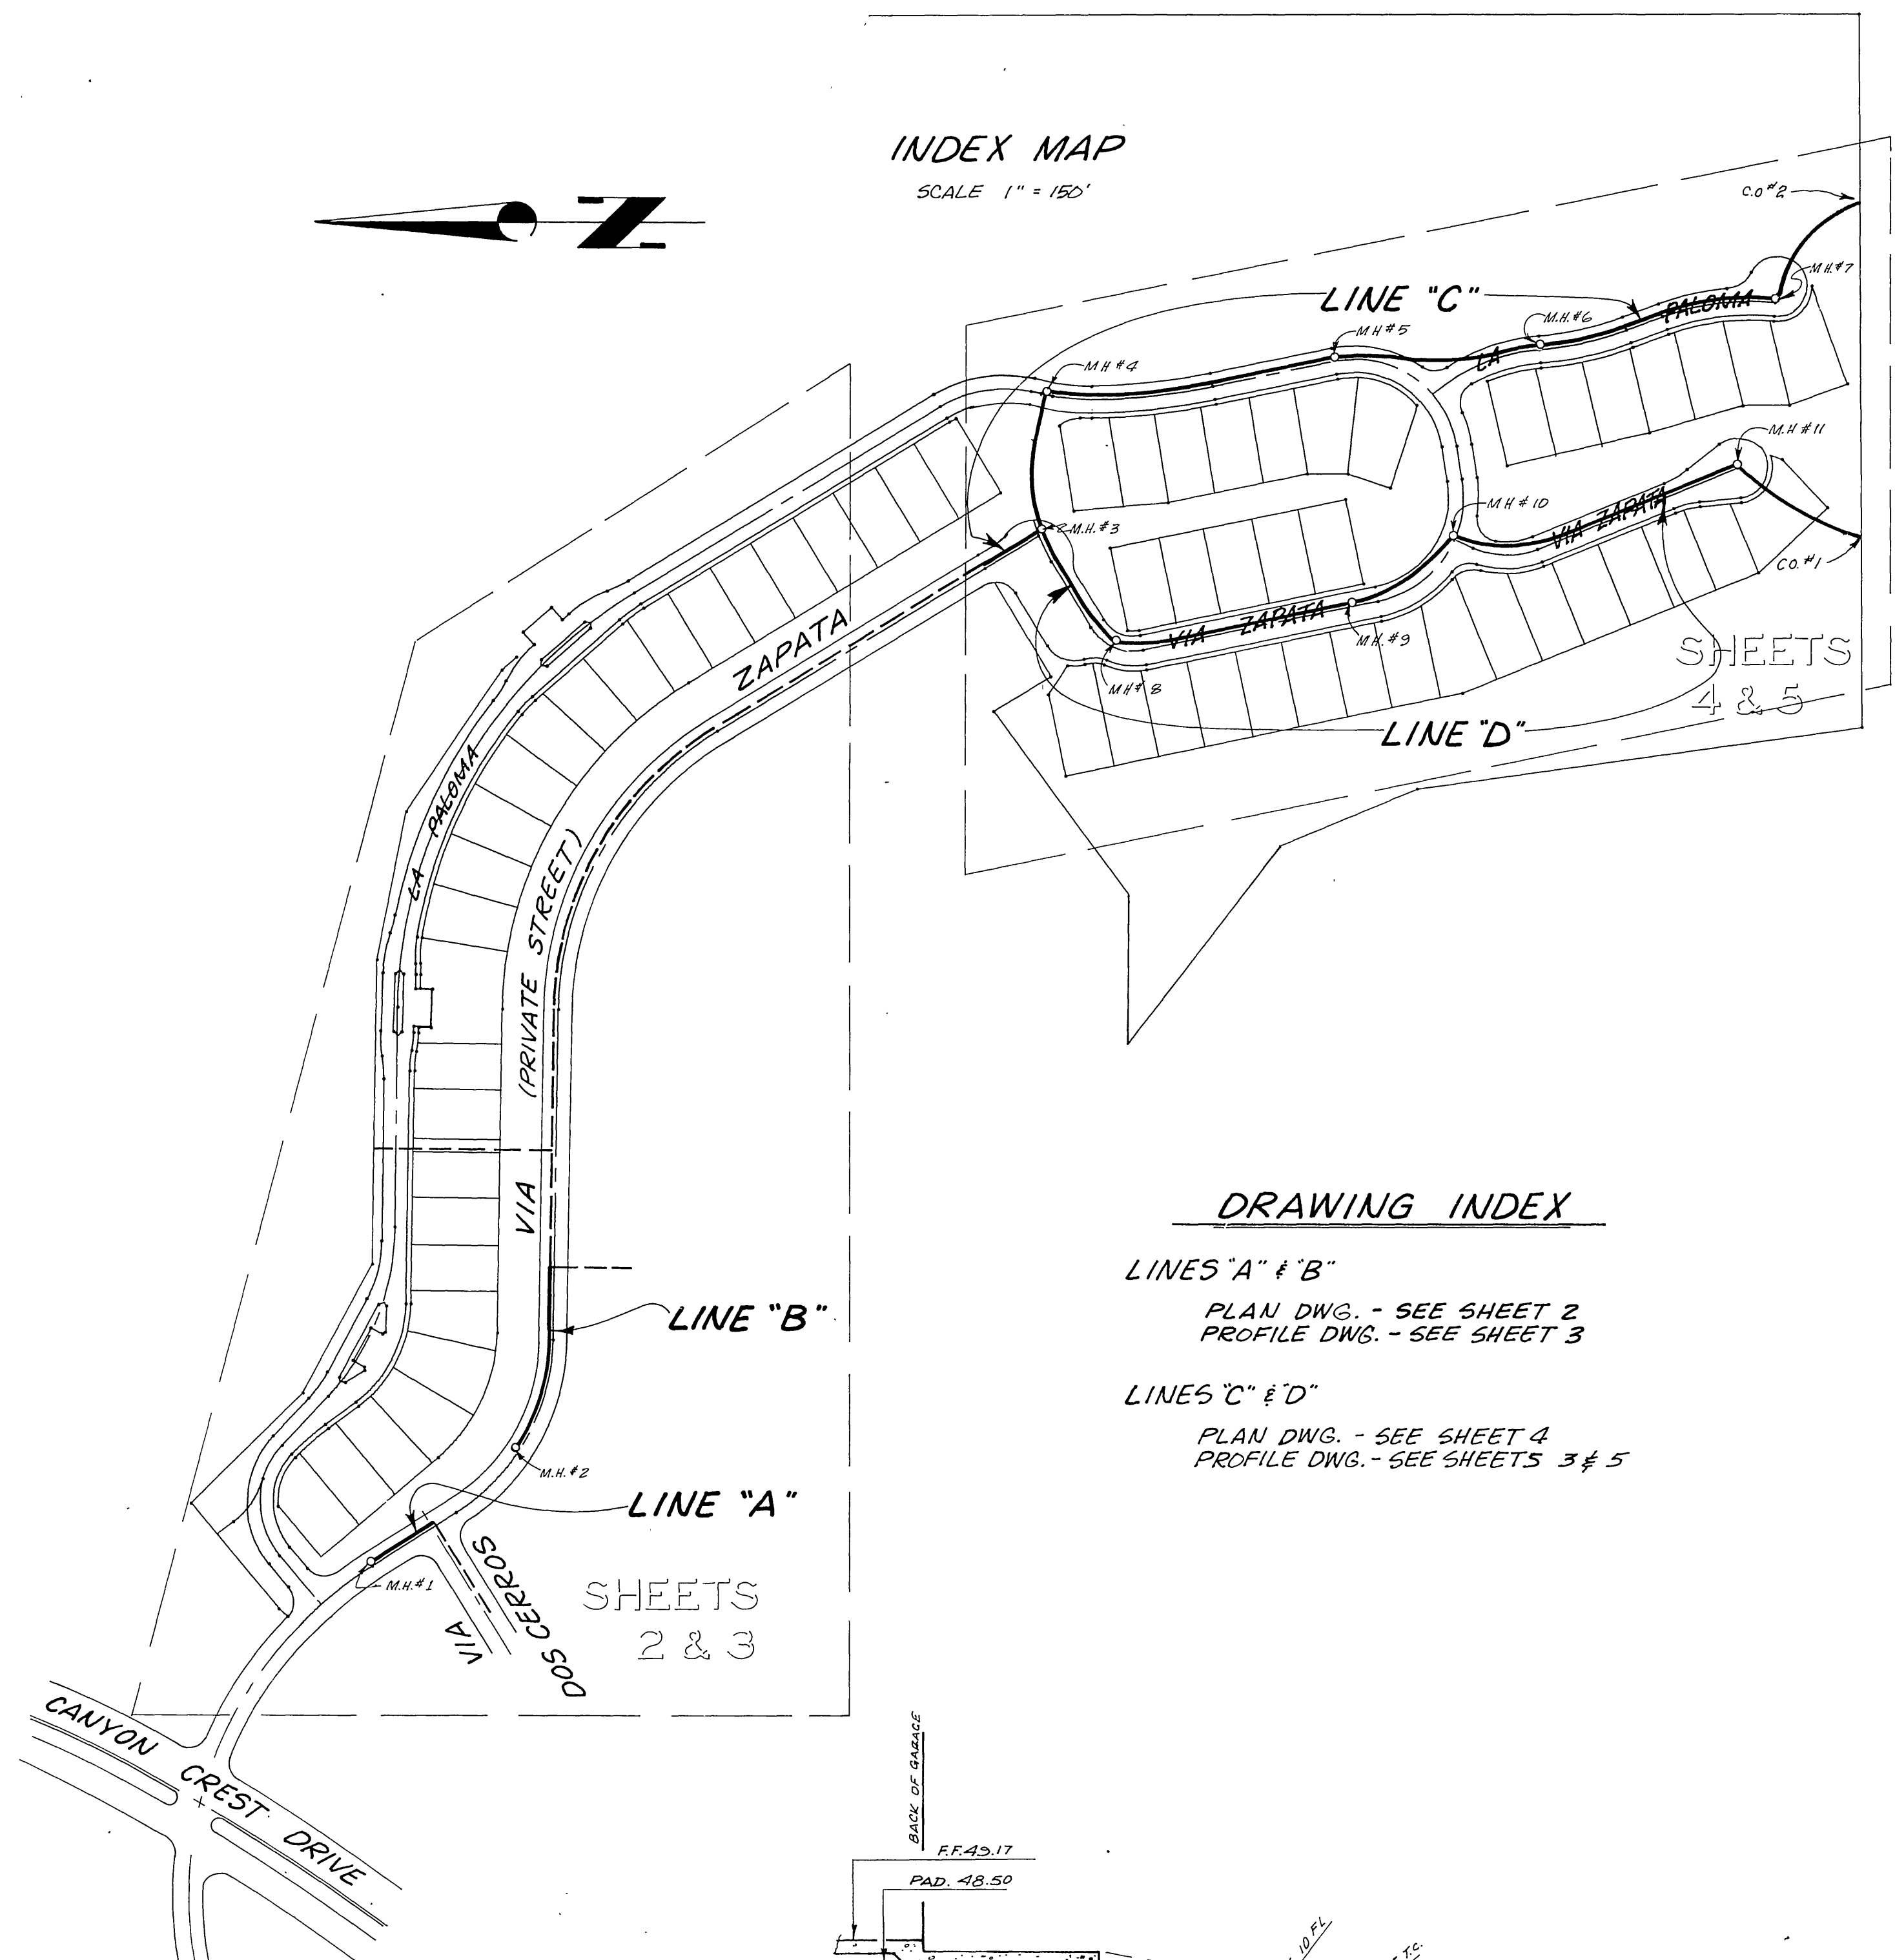 INDEX MAP
SCALE 1" = 150'
N
C.O #2
M.H. #7
LINE "C"
PALOMA
M.H. #6
M H #5
LA
M H #4
M.H #11
M H #10
M.H. #3
VIA ZAPATA
C.O. #1
VIA ZAPATA
M.H. #9
M H # 8
SHEETS
4 & 5
LINE "D"
ZAPATA
LA PALOMA
(PRIVATE STREET)
VIA
DRAWING INDEX
LINES "A" & "B"
PLAN DWG. - SEE SHEET 2
PROFILE DWG. - SEE SHEET 3
LINES "C" & "D"
PLAN DWG. - SEE SHEET 4
PROFILE DWG. - SEE SHEETS 3 & 5
LINE "B"
M.H. #2
LINE "A"
M.H. #1
VIA
DOS CERROS
SHEETS
2 & 3
CANYON CREST DRIVE
BACK OF GARAGE
F.F. 49.17
PAD. 48.50
10 FL
T.C.